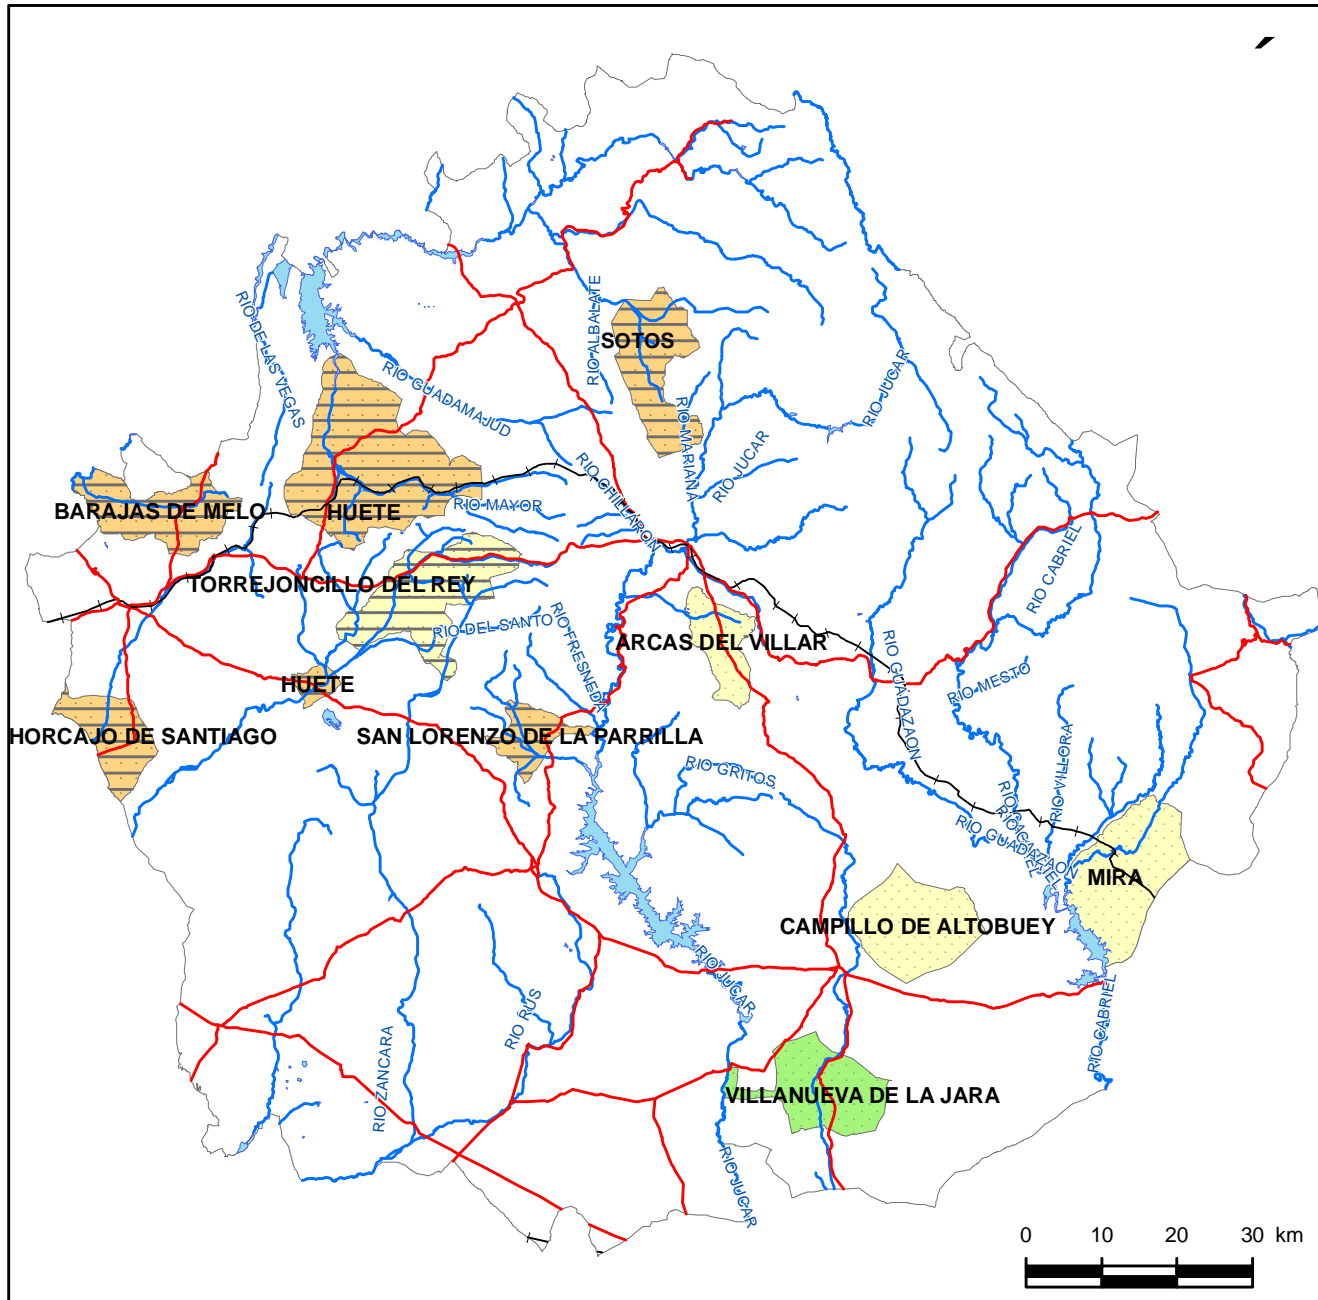 RIO DE LAS VEGAS
RIO ALBALATE
SOTOS
RIO GUADAMAJUD
RIO JUCAR
RIO MARIANA
RIO JUCAR
RIO CHILLARON
BARAJAS DE MELO
HUETE
RIO MAYOR
TORREJONCILLO DEL REY
RIO CABRIEL
RIO DEL SANTO
RIO FRESNEDA
ARCAS DEL VILLAR
RIO GUADAZAON
RIO MESTO
HUETE
HORCAJO DE SANTIAGO
SAN LORENZO DE LA PARRILLA
RIO VILLORA
RIO GRITOS
MIRA
CAMPILLO DE ALTOBUEY
RIO JUCAR
RIO RUS
RIO ZANCARA
RIO CABRIEL
VILLANUEVA DE LA JARA
RIO JUCAR
0 10 20 30 km